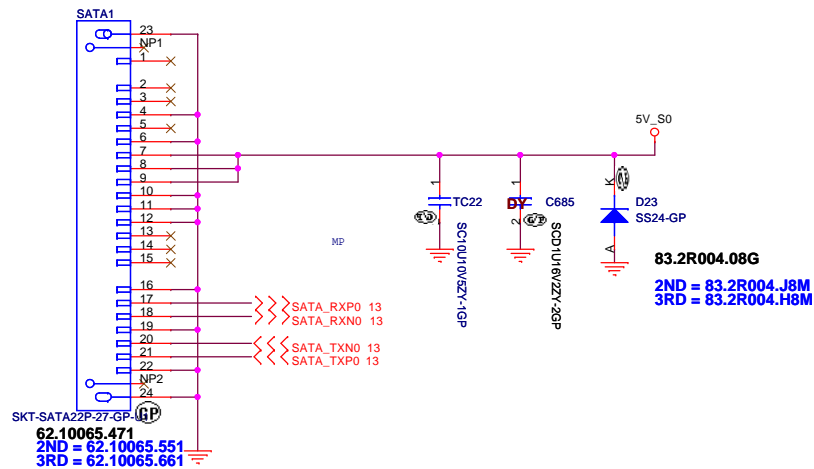 SATA1
23
NP1
1
2
3
4
5
6
7
8
9
10
11
12
13
14
15
16
17
18
19
20
21
22
NP2
24
SKT-SATA22P-27-GP-U
GP
62.10065.471
2ND = 62.10065.551
3RD = 62.10065.661
MP
SATA_RXP0 13
SATA_RXN0 13
SATA_TXN0 13
SATA_TXP0 13
5V_S0
1
TC22
SC10U10V5ZY-1GP
1
DY
C685
2
GP
SCD1U16V2ZY-2GP
K
D23
SS24-GP
A
83.2R004.08G
2ND = 83.2R004.J8M
3RD = 83.2R004.H8M